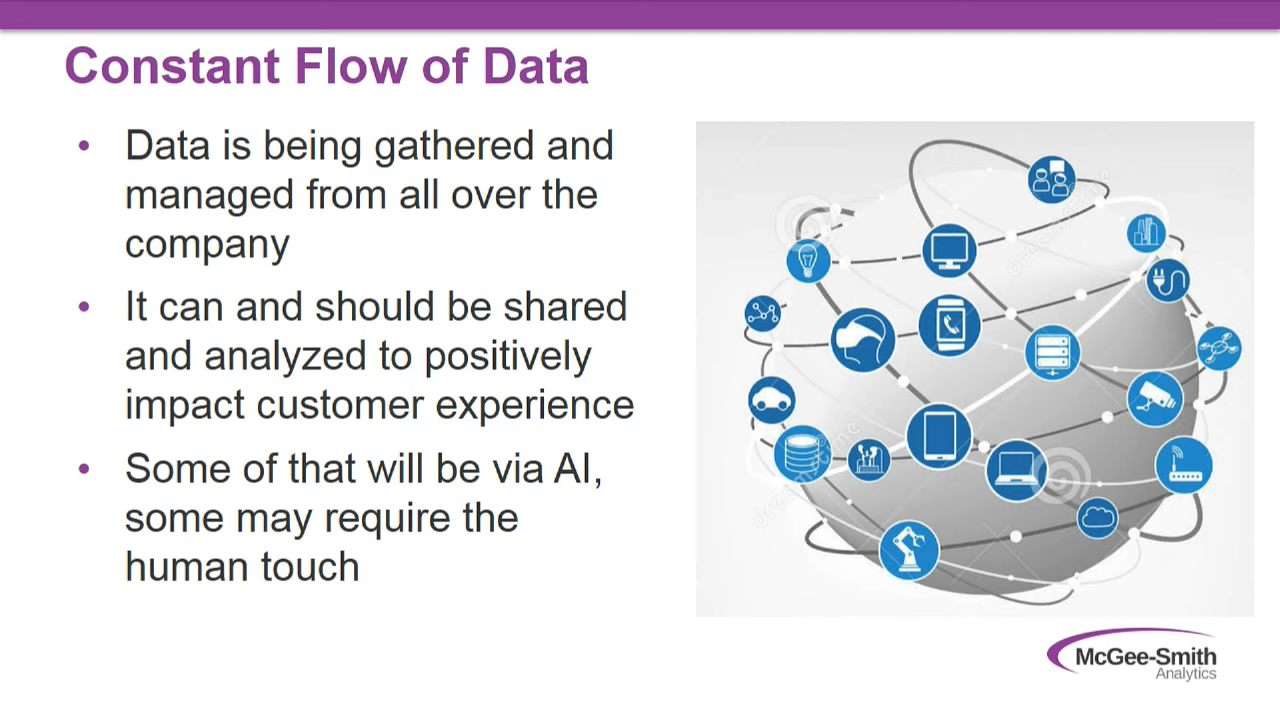 Constant Flow of Data
• Data is being gathered and
managed from all over the
company
• It can and should be shared
and analyzed to positively
impact customer experience
• Some of that will be via AI,
some may require the
human touch
McGee-Smith
Analytics